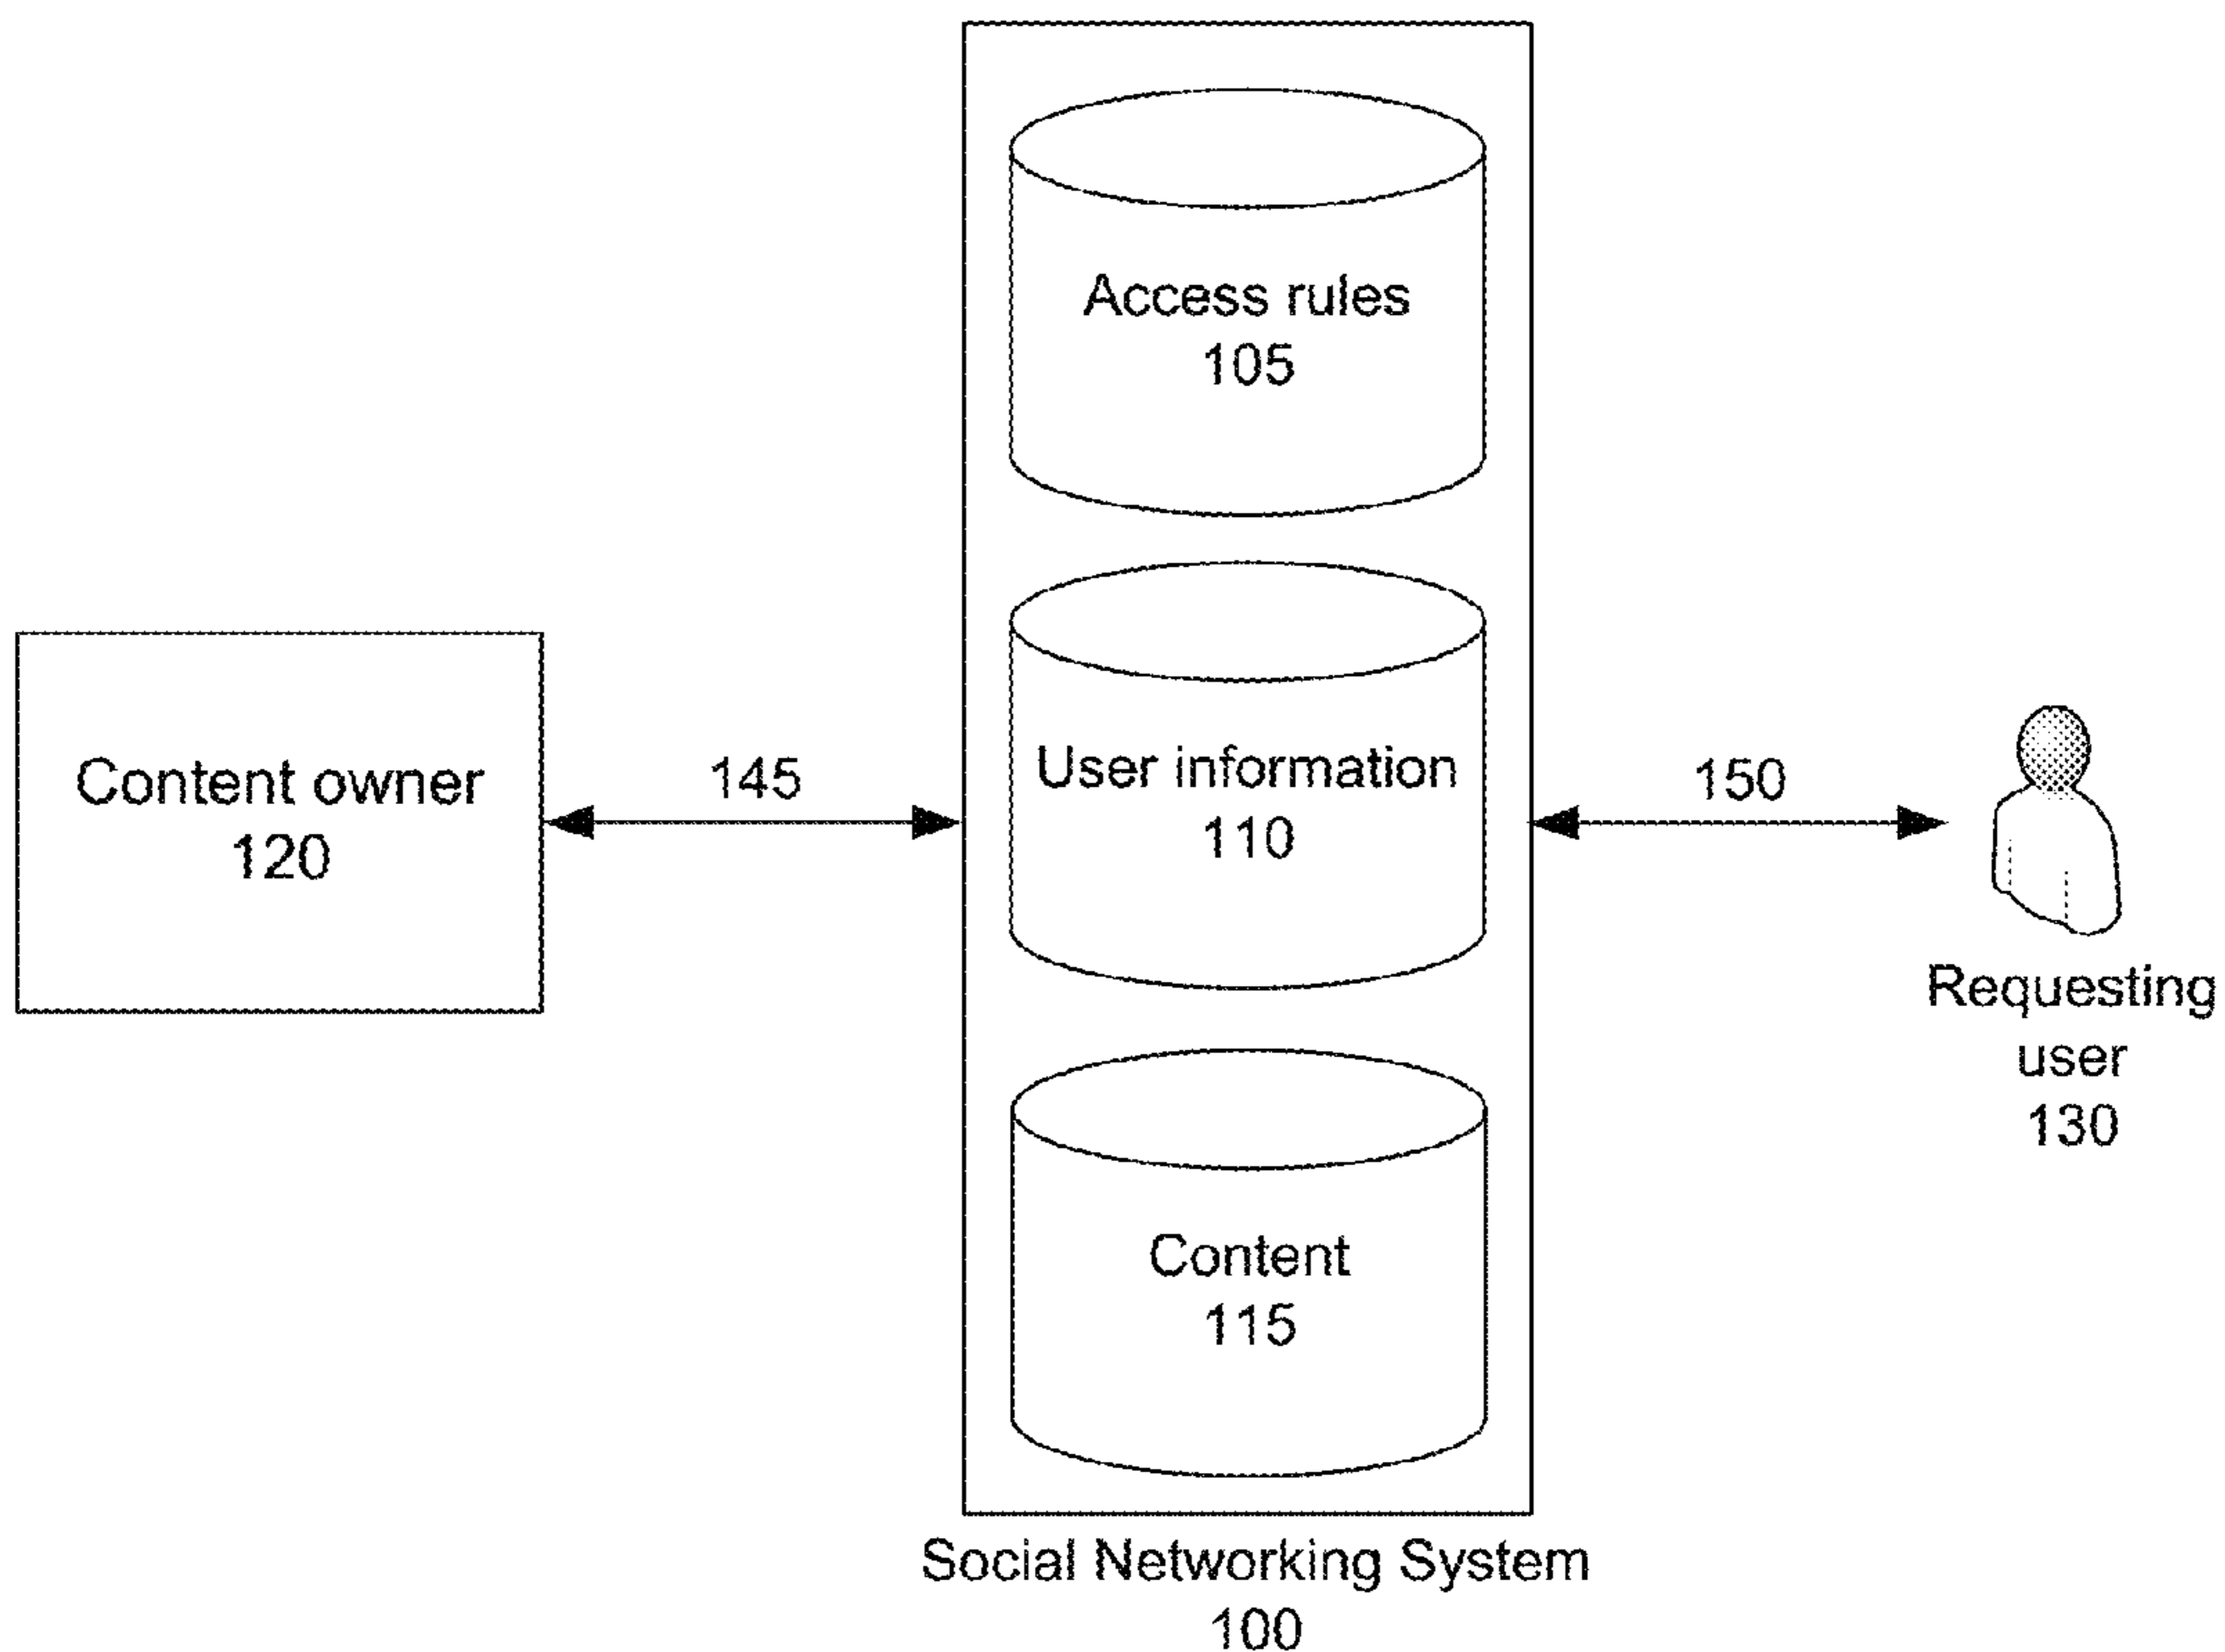 Access rules
105
Content owner
120
145
User information
110
150
Requesting
user
130
Content
115
Social Networking System
100